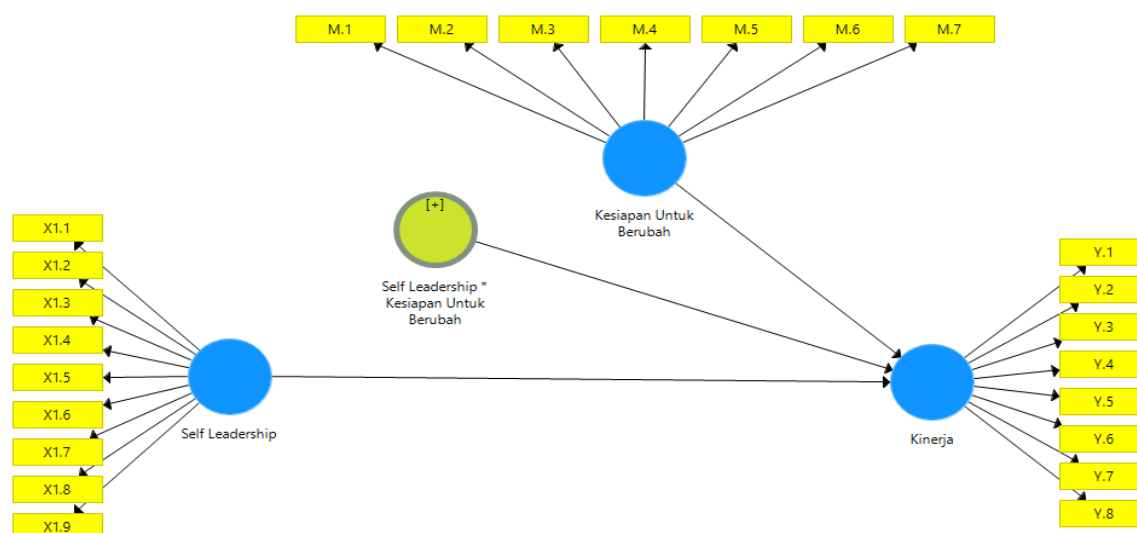 M.1
M.2
M.3
M.4
M.5
M.6
M.7
Kesiapan Untuk
Berubah
[+]
Self Leadership *
Kesiapan Untuk
Berubah
X1.1
X1.2
X1.3
X1.4
X1.5
X1.6
X1.7
X1.8
X1.9
Self Leadership
Kinerja
Y.1
Y.2
Y.3
Y.4
Y.5
Y.6
Y.7
Y.8